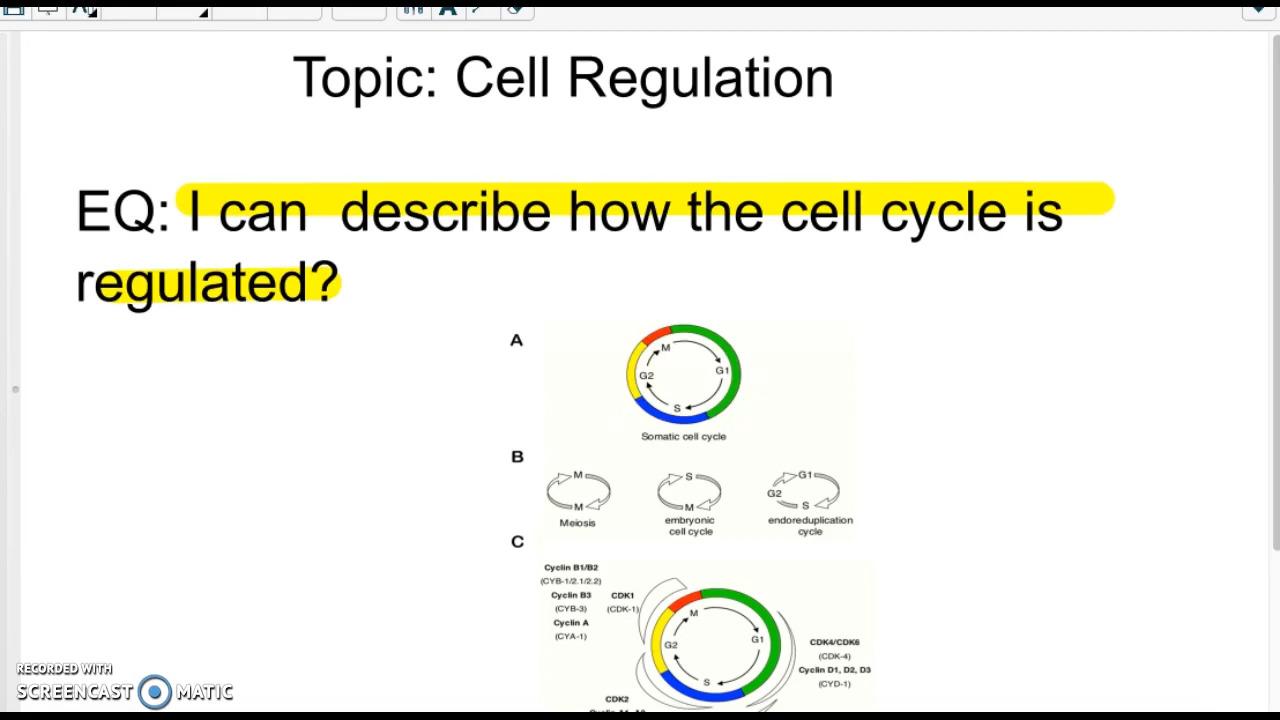 Topic: Cell Regulation
EQ: I can describe how the cell cycle is
regulated?
A
M
G1
G2
S
Somatic cell cycle
B
M
M
Meiosis
S
M
embryonic
cell cycle
G1
G2
S
endoreduplication
cycle
C
Cyclin B1/B2
(CYB-1/2.1/2.2)
Cyclin B3
(CYB-3)
Cyclin A
(CYA-1)
CDK1
(CDK-1)
M
G1
G2
S
CDK4/CDK6
(CDK-4)
Cyclin D1, D2, D3
(CYD-1)
CDK2
RECORDED WITH
SCREENCAST MATIC